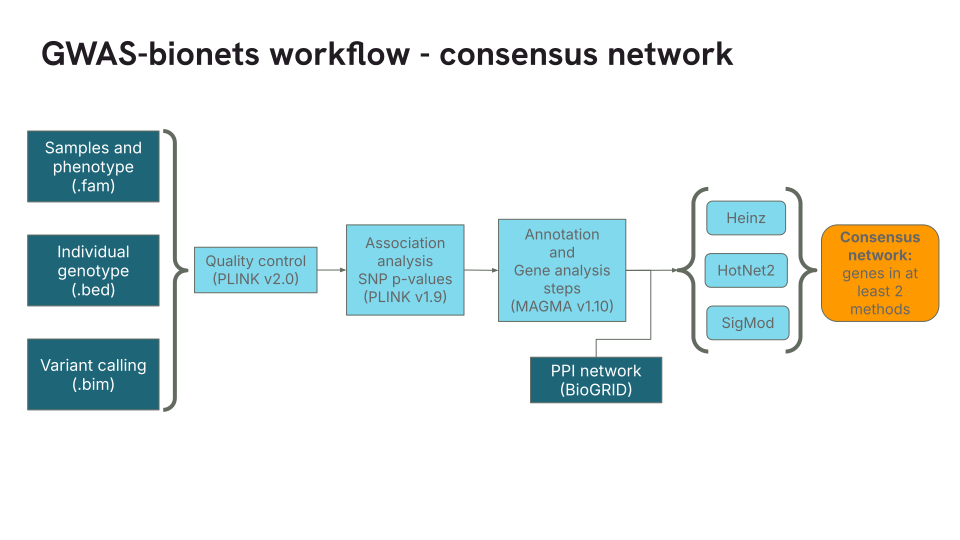 GWAS-bionets workflow - consensus network
Samples and
phenotype
(.fam)
Individual
genotype
(.bed)
Variant calling
(.bim)
Quality control
(PLINK v2.0)
Association
analysis
SNP p-values
(PLINK v1.9)
Annotation
and
Gene analysis
steps
(MAGMA v1.10)
PPI network
(BioGRID)
Heinz
HotNet2
SigMod
Consensus
network:
genes in at
least 2
methods